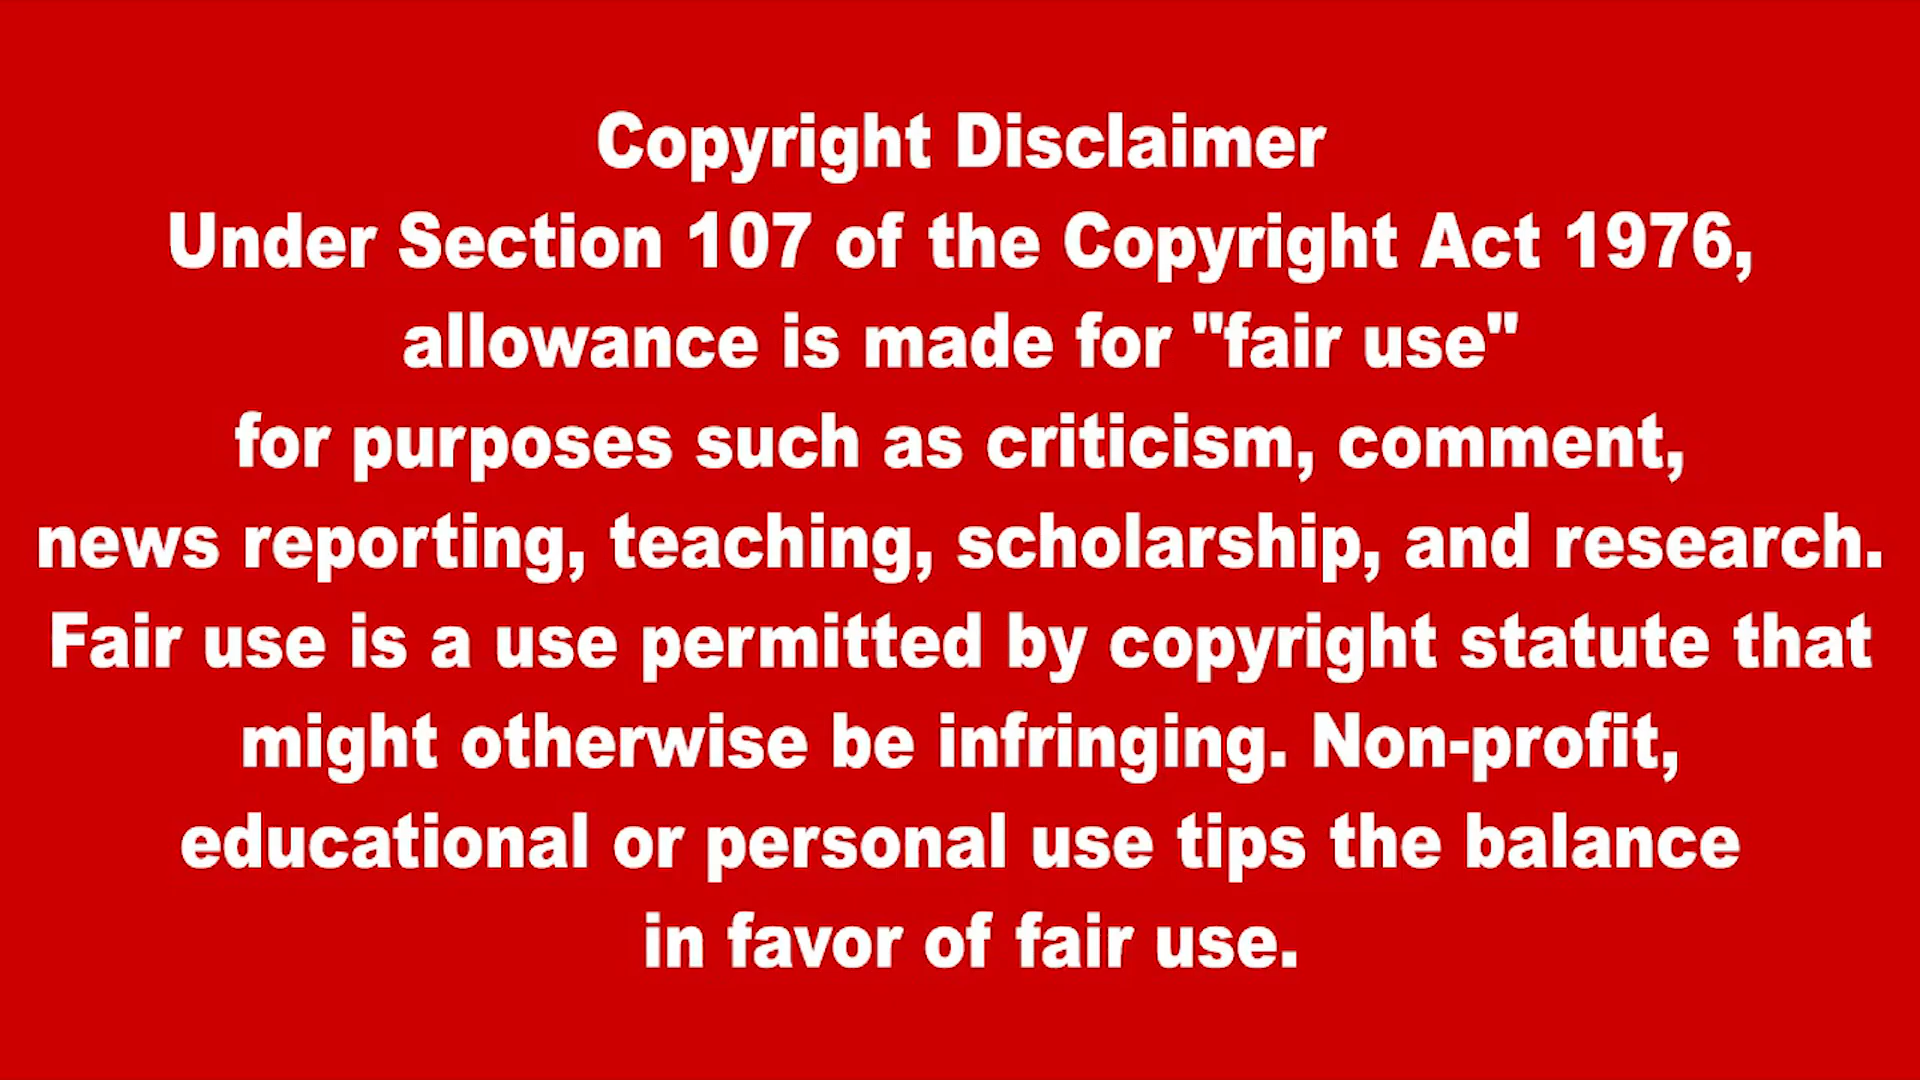 Copyright Disclaimer
Under Section 107 of the Copyright Act 1976,
allowance is made for "fair use"
for purposes such as criticism, comment,
news reporting, teaching, scholarship, and research.
Fair use is a use permitted by copyright statute that
might otherwise be infringing. Non-profit,
educational or personal use tips the balance
in favor of fair use.